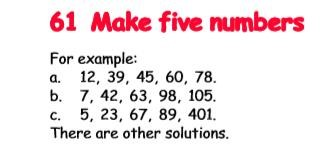 61 Make five numbers
For example:
a. 12, 39, 45, 60, 78.
b. 7, 42, 63, 98, 105.
c. 5, 23, 67, 89, 401.
There are other solutions.